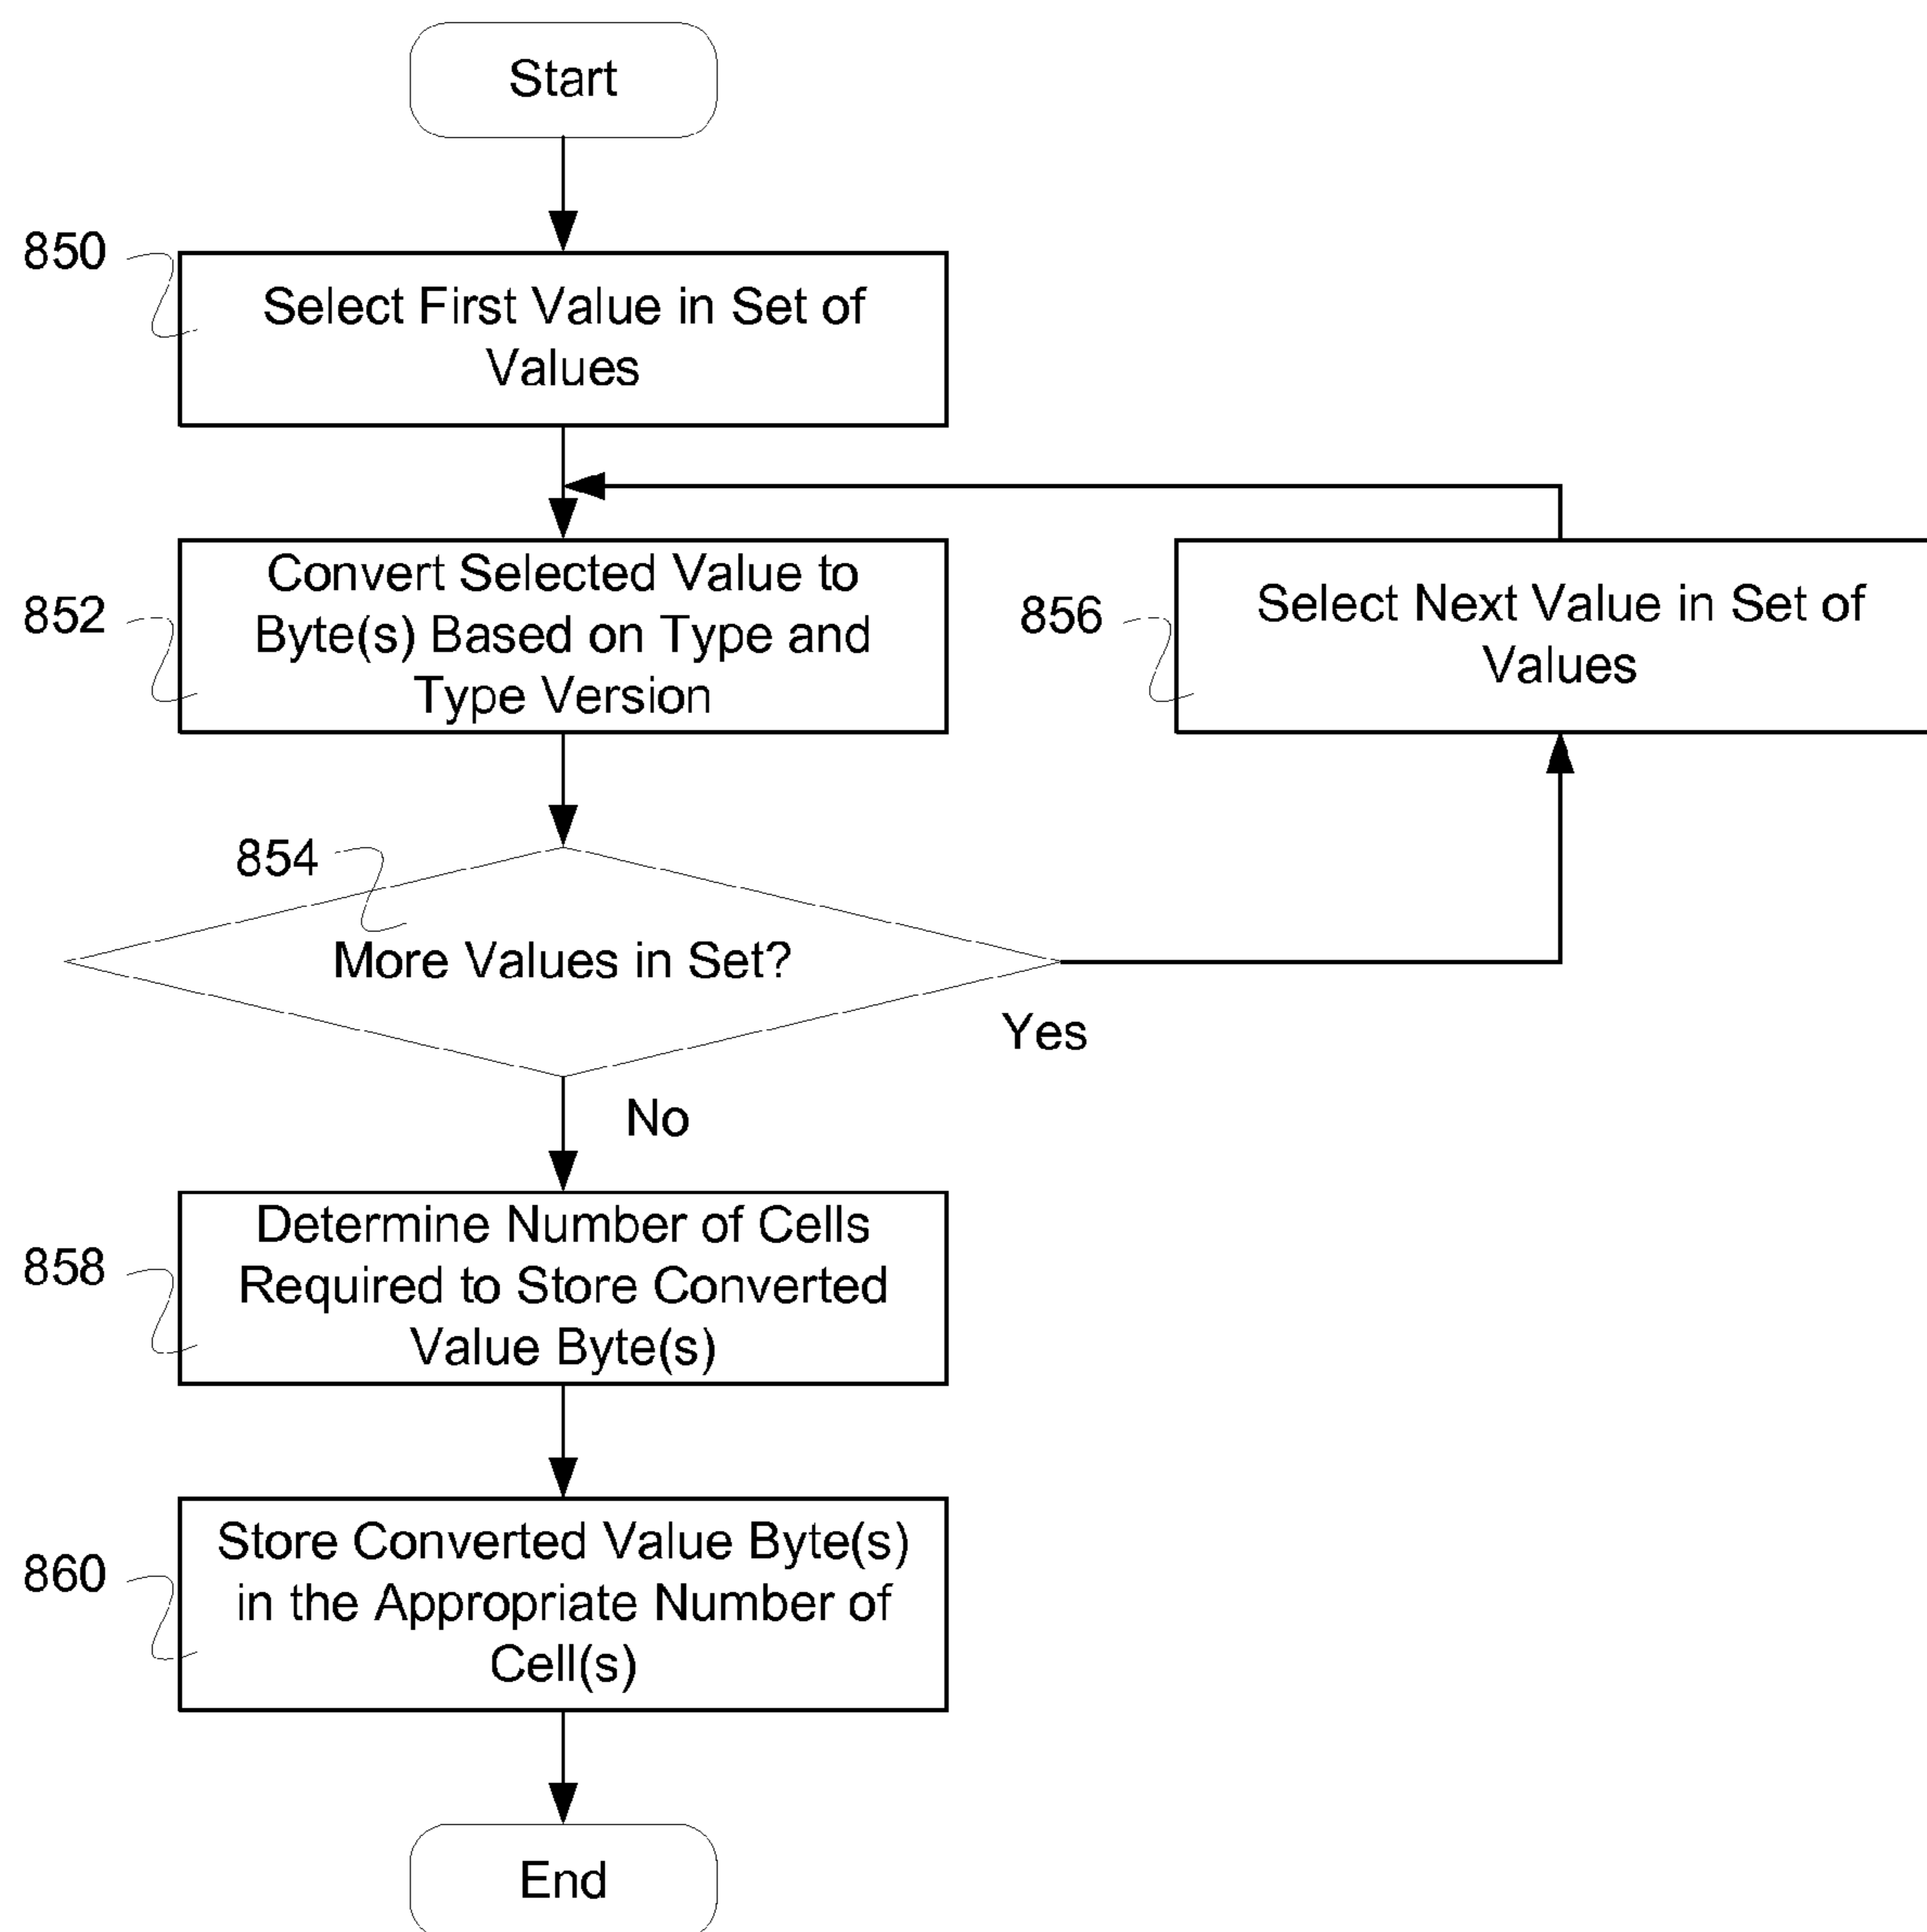 Start
850
Select First Value in Set of
Values
852
Convert Selected Value to
Byte(s) Based on Type and
Type Version
856
Select Next Value in Set of
Values
854
More Values in Set?
Yes
No
858
Determine Number of Cells
Required to Store Converted
Value Byte(s)
860
Store Converted Value Byte(s)
in the Appropriate Number of
Cell(s)
End